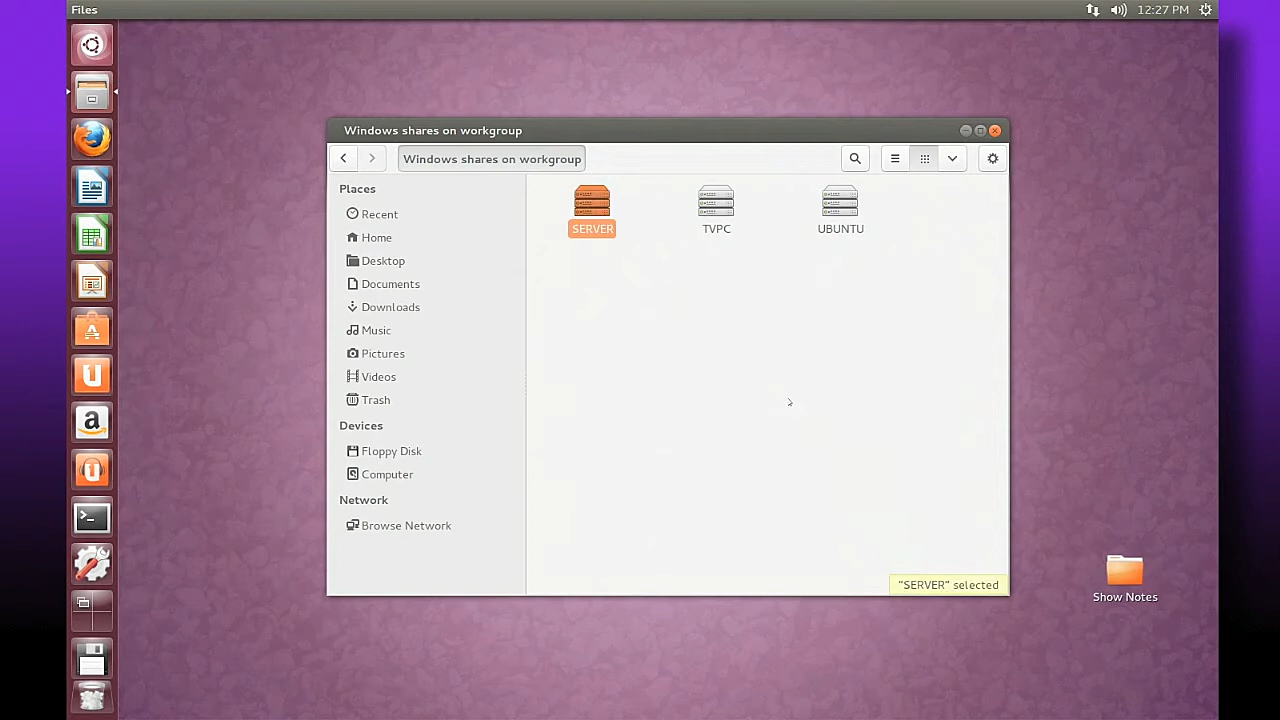 Files
12:27 PM
Windows shares on workgroup
Windows shares on workgroup
Places
Recent
Home
Desktop
Documents
Downloads
Music
Pictures
Videos
Trash
Devices
Floppy Disk
Computer
Network
Browse Network
SERVER
TVPC
UBUNTU
"SERVER" selected
Show Notes